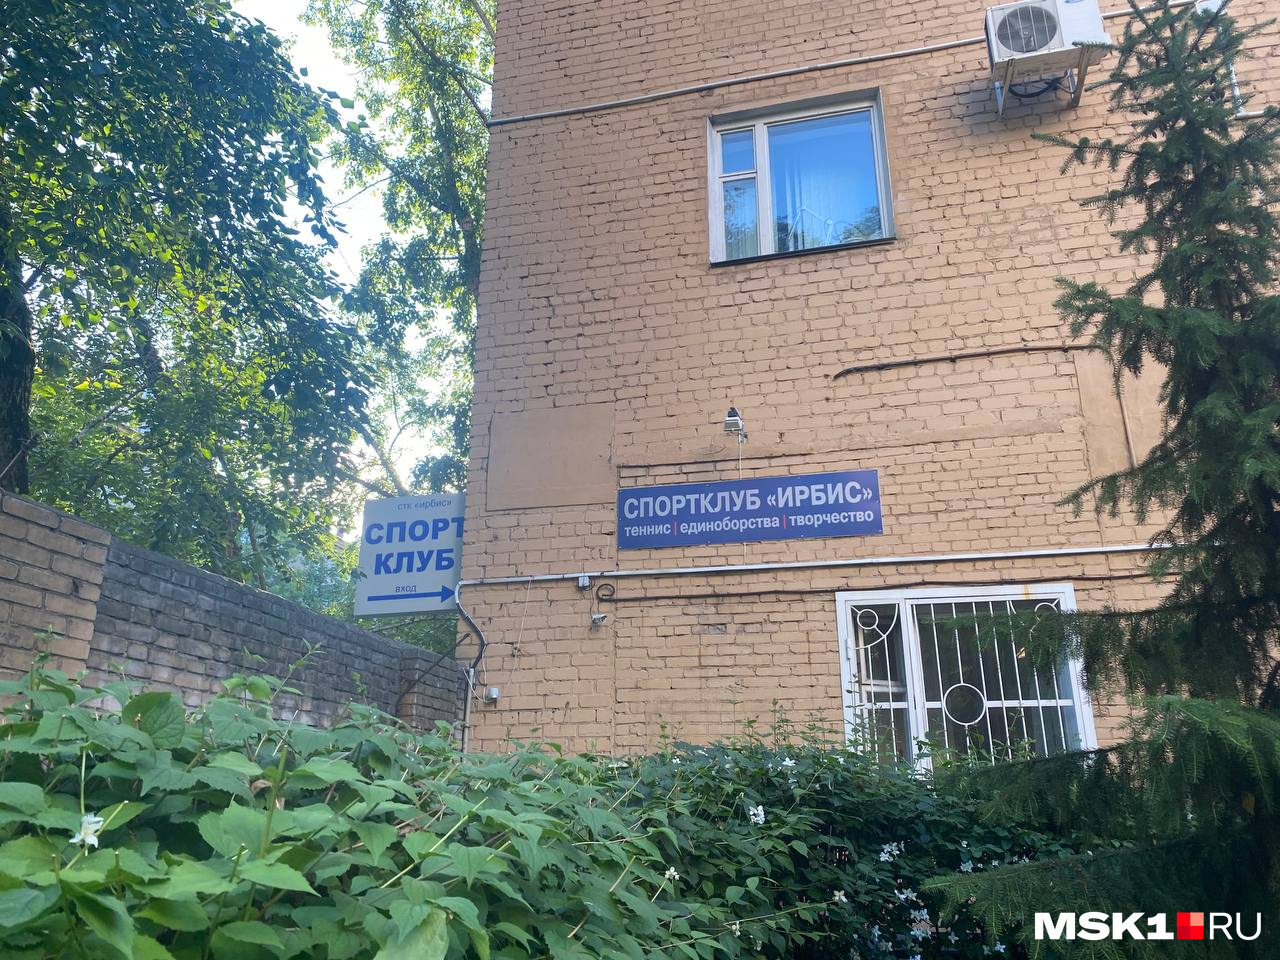 стк «ирбис»
СПОРТ
КЛУБ
вход
СПОРТКЛУБ «ИРБИС»
теннис | единоборства | творчество
MSK1.RU